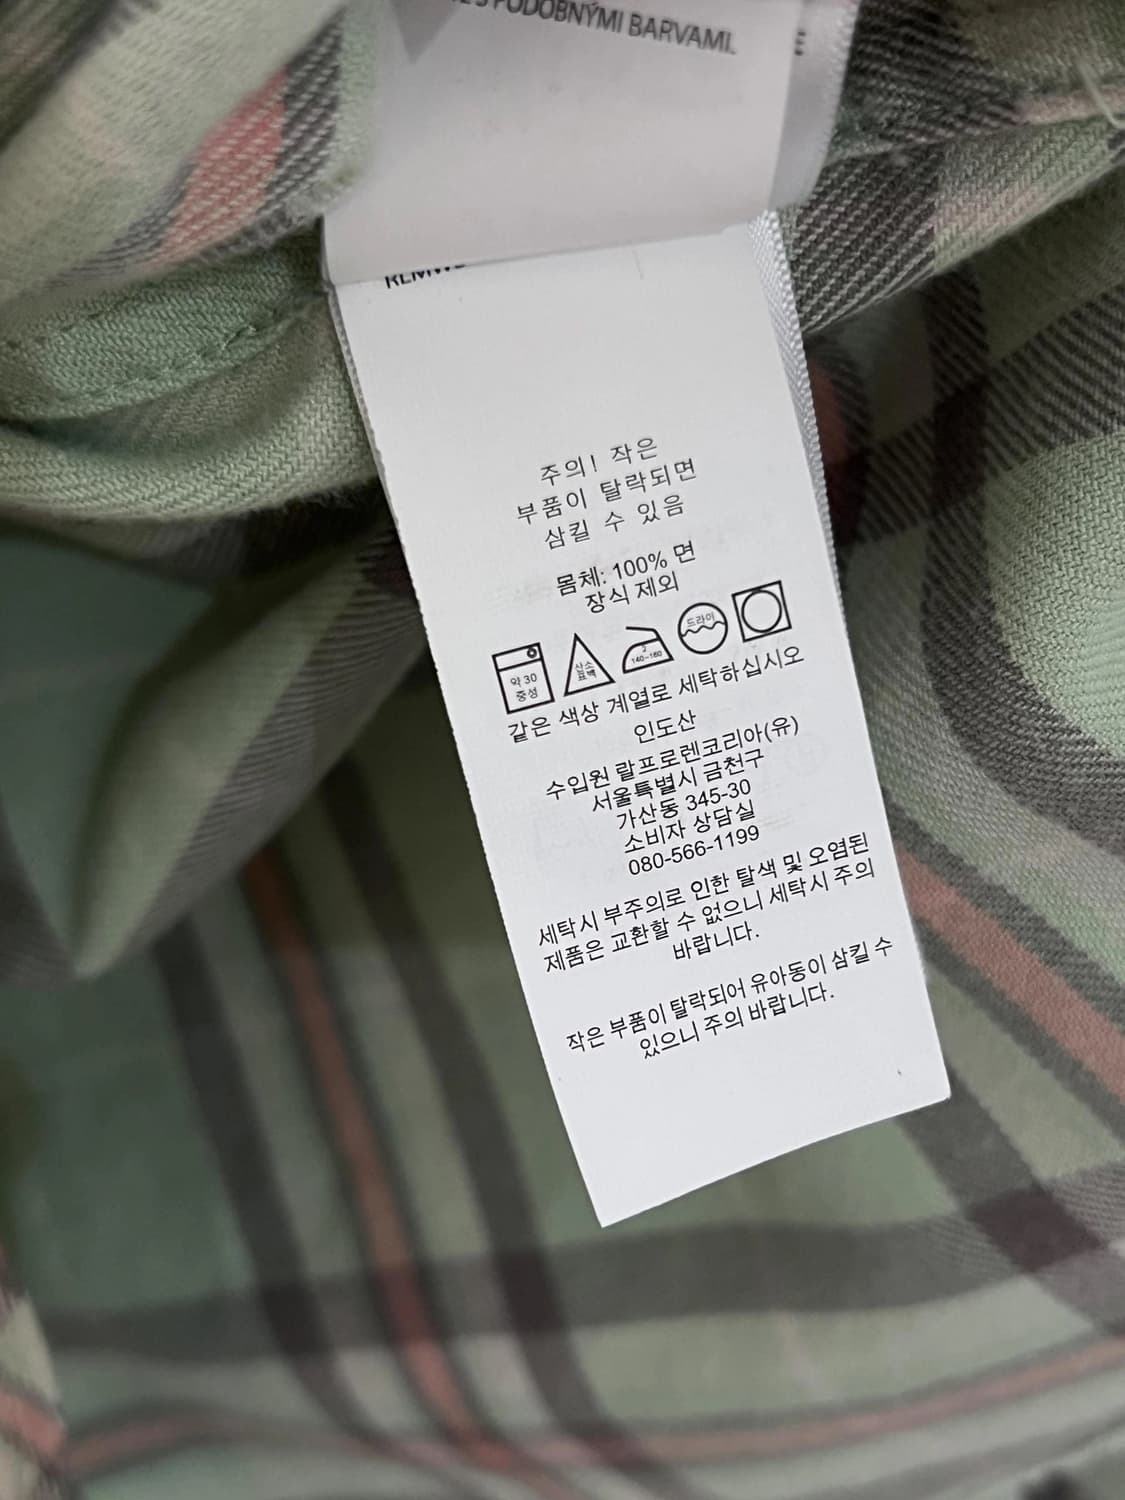 PODOBNÝMI BARVAMI.
주의! 작은
부품이 탈락되면
삼킬 수 있음
몸체: 100% 면
장식 제외
약 30
중성
산소
표백
2
140~160
드라이
같은 색상 계열로 세탁하십시오
인도산
수입원 랄프로렌코리아(유)
서울특별시 금천구
가산동 345-30
소비자 상담실
080-566-1199
세탁시 부주의로 인한 탈색 및 오염된
제품은 교환할 수 없으니 세탁시 주의
바랍니다.
작은 부품이 탈락되어 유아동이 삼킬 수
있으니 주의 바랍니다.